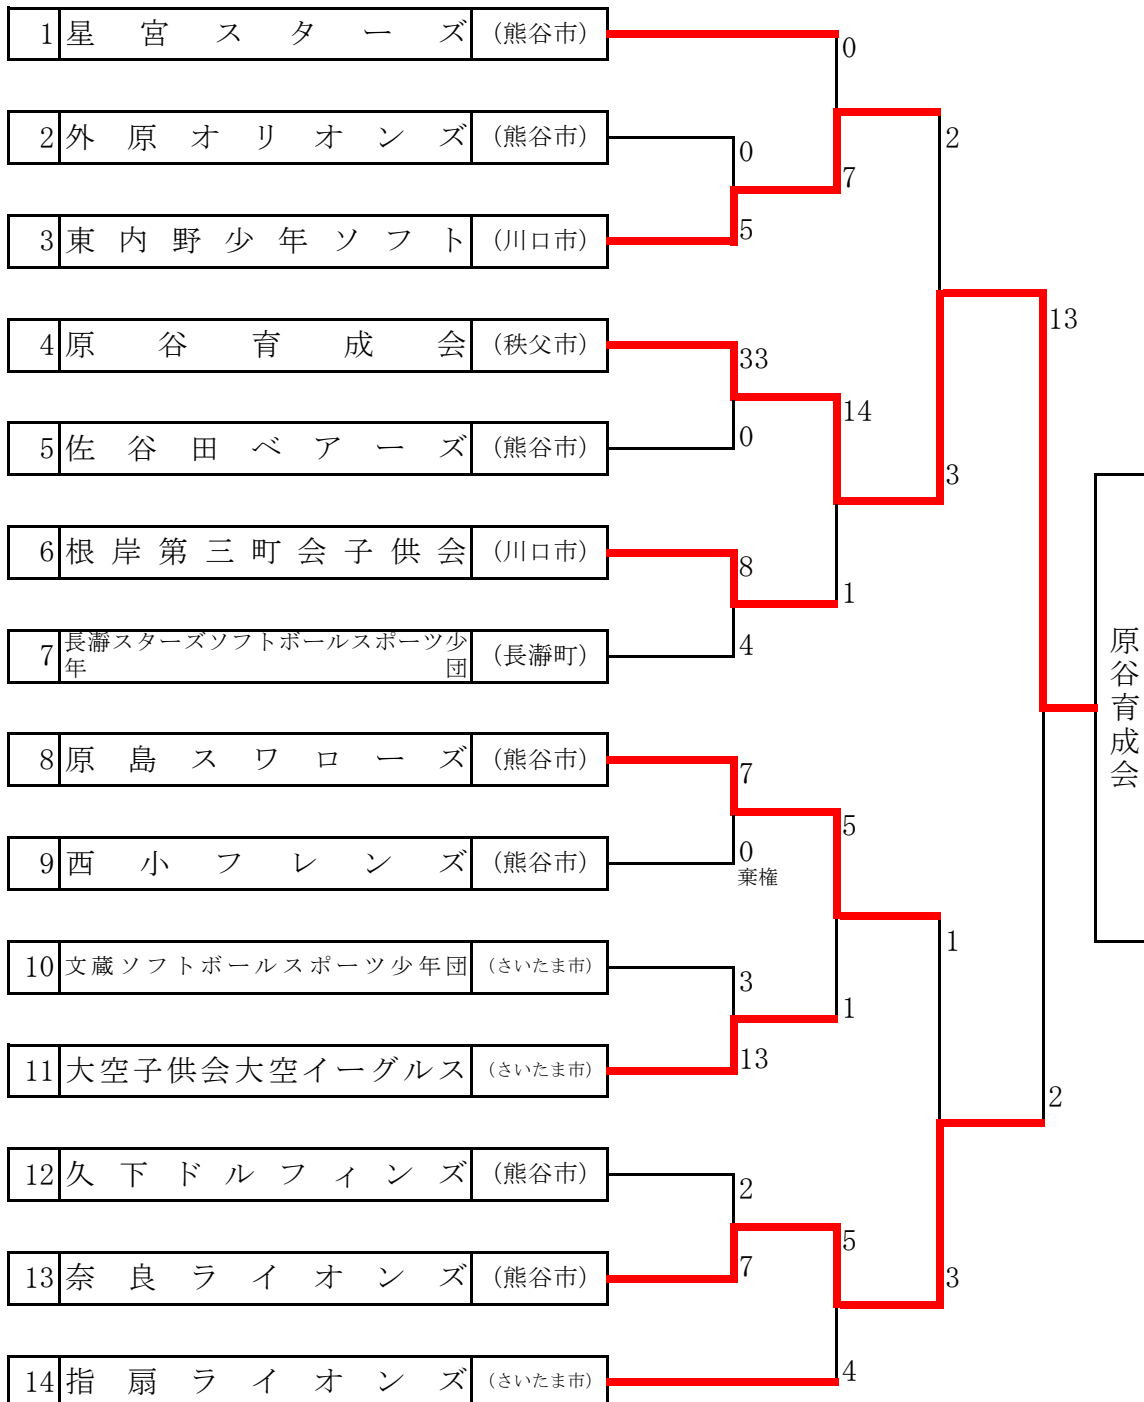 1 星宮スターズ (熊谷市)
0
2 外原オリオンズ (熊谷市)
2
0
7
3 東内野少年ソフト (川口市)
5
13
4 原谷育成会 (秩父市)
33
14
5 佐谷田ベアーズ (熊谷市)
0
3
6 根岸第三町会子供会 (川口市)
8
1
7 長瀞スターズソフトボールスポーツ少年団 (長瀞町)
4
原谷育成会
8 原島スワローズ (熊谷市)
7
5
9 西小フレンズ (熊谷市)
0
棄権
1
10 文蔵ソフトボールスポーツ少年団 (さいたま市)
3
1
11 大空子供会大空イーグルス (さいたま市)
13
2
12 久下ドルフィンズ (熊谷市)
2
5
13 奈良ライオンズ (熊谷市)
7
3
14 指扇ライオンズ (さいたま市)
4